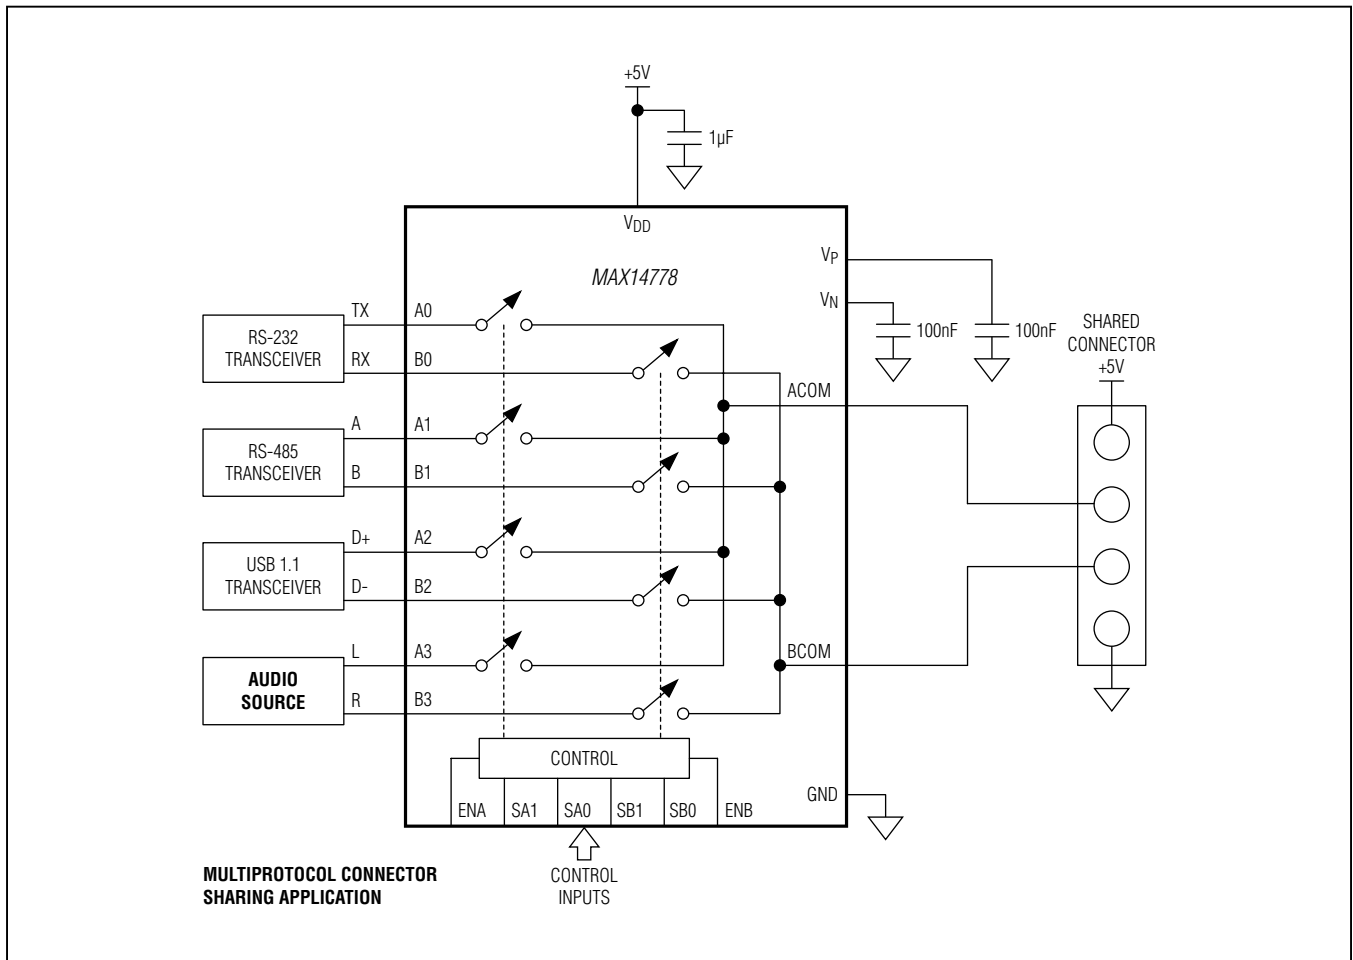 +5V
1µF
VDD
MAX14778
VP
VN
100nF
100nF
SHARED
CONNECTOR
+5V
RS-232
TRANSCEIVER
TX
RX
A0
B0
ACOM
RS-485
TRANSCEIVER
A
B
A1
B1
USB 1.1
TRANSCEIVER
D+
D-
A2
B2
AUDIO
SOURCE
L
R
A3
B3
BCOM
CONTROL
ENA
SA1
SA0
SB1
SB0
ENB
GND
CONTROL
INPUTS
MULTIPROTOCOL CONNECTOR
SHARING APPLICATION